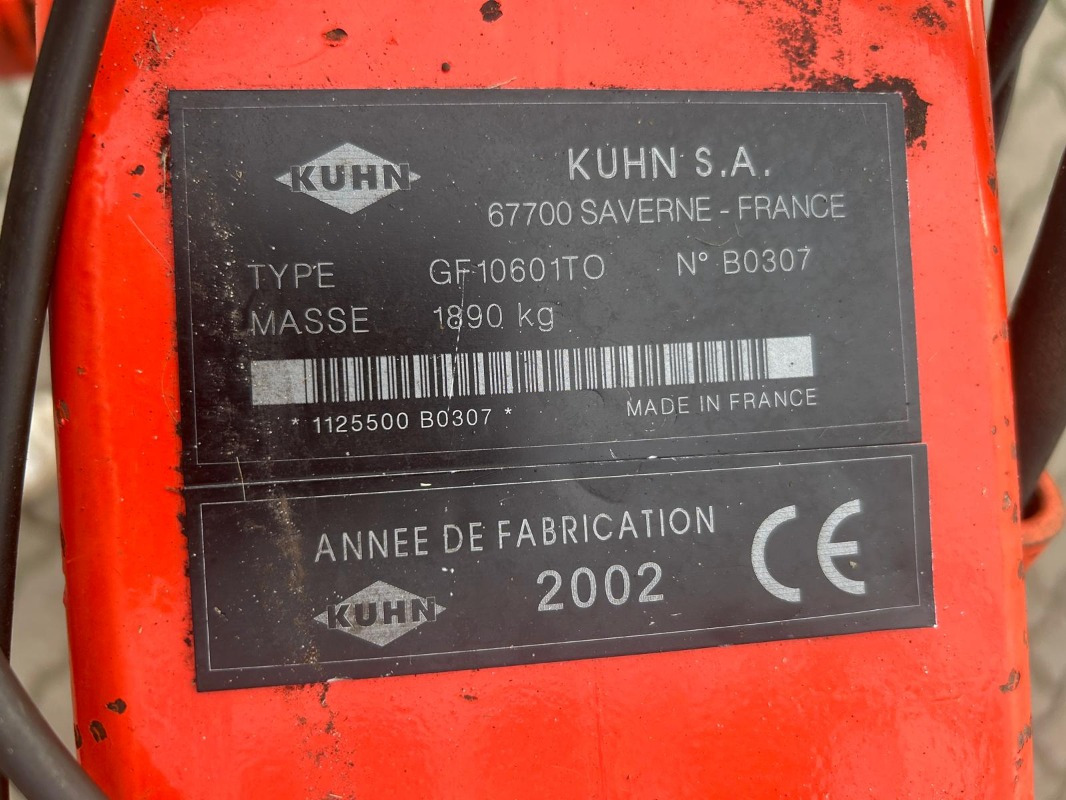 KUHN
KUHN S.A.
67700 SAVERNE - FRANCE
TYPE GF10601TO N° B0307
MASSE 1890 kg
* 1125500 B0307 *
MADE IN FRANCE
ANNEE DE FABRICATION
2002
KUHN
CE